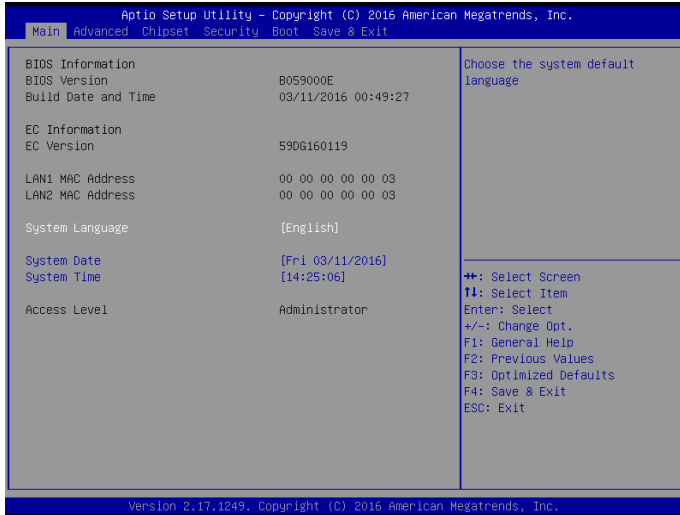 Aptio Setup Utility – Copyright (C) 2016 American Megatrends, Inc.
Main Advanced Chipset Security Boot Save & Exit
BIOS Information
BIOS Version B059000E
Build Date and Time 03/11/2016 00:49:27
EC Information
EC Version 59DG160119
LAN1 MAC Address 00 00 00 00 00 03
LAN2 MAC Address 00 00 00 00 00 03
System Language [English]
System Date [Fri 03/11/2016]
System Time [14:25:06]
Access Level Administrator
Choose the system default
language
→←: Select Screen
↑↓: Select Item
Enter: Select
+/-: Change Opt.
F1: General Help
F2: Previous Values
F3: Optimized Defaults
F4: Save & Exit
ESC: Exit
Version 2.17.1249. Copyright (C) 2016 American Megatrends, Inc.